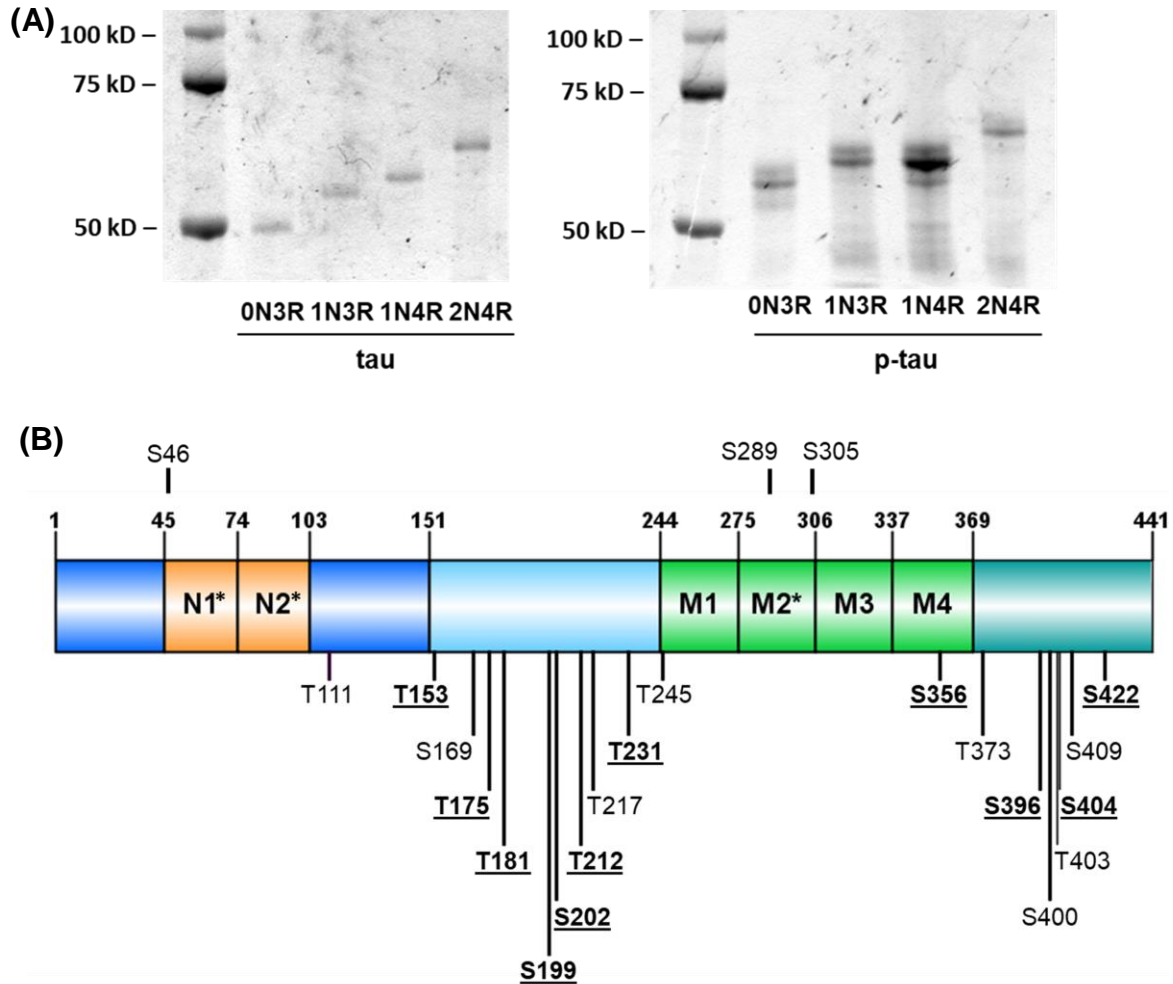 (A)
100 kD –
75 kD –
50 kD –
0N3R 1N3R 1N4R 2N4R
tau
100 kD –
75 kD –
50 kD –
0N3R 1N3R 1N4R 2N4R
p-tau
(B)
S46 S289 S305
1 45 74 103 151 244 275 306 337 369 441
N1* N2* M1 M2* M3 M4
T111 T153 T245 S356 S422
S169 T231 T373 S409
T175 T217 S396 S404
T181 T212 T403
S202 S400
S199